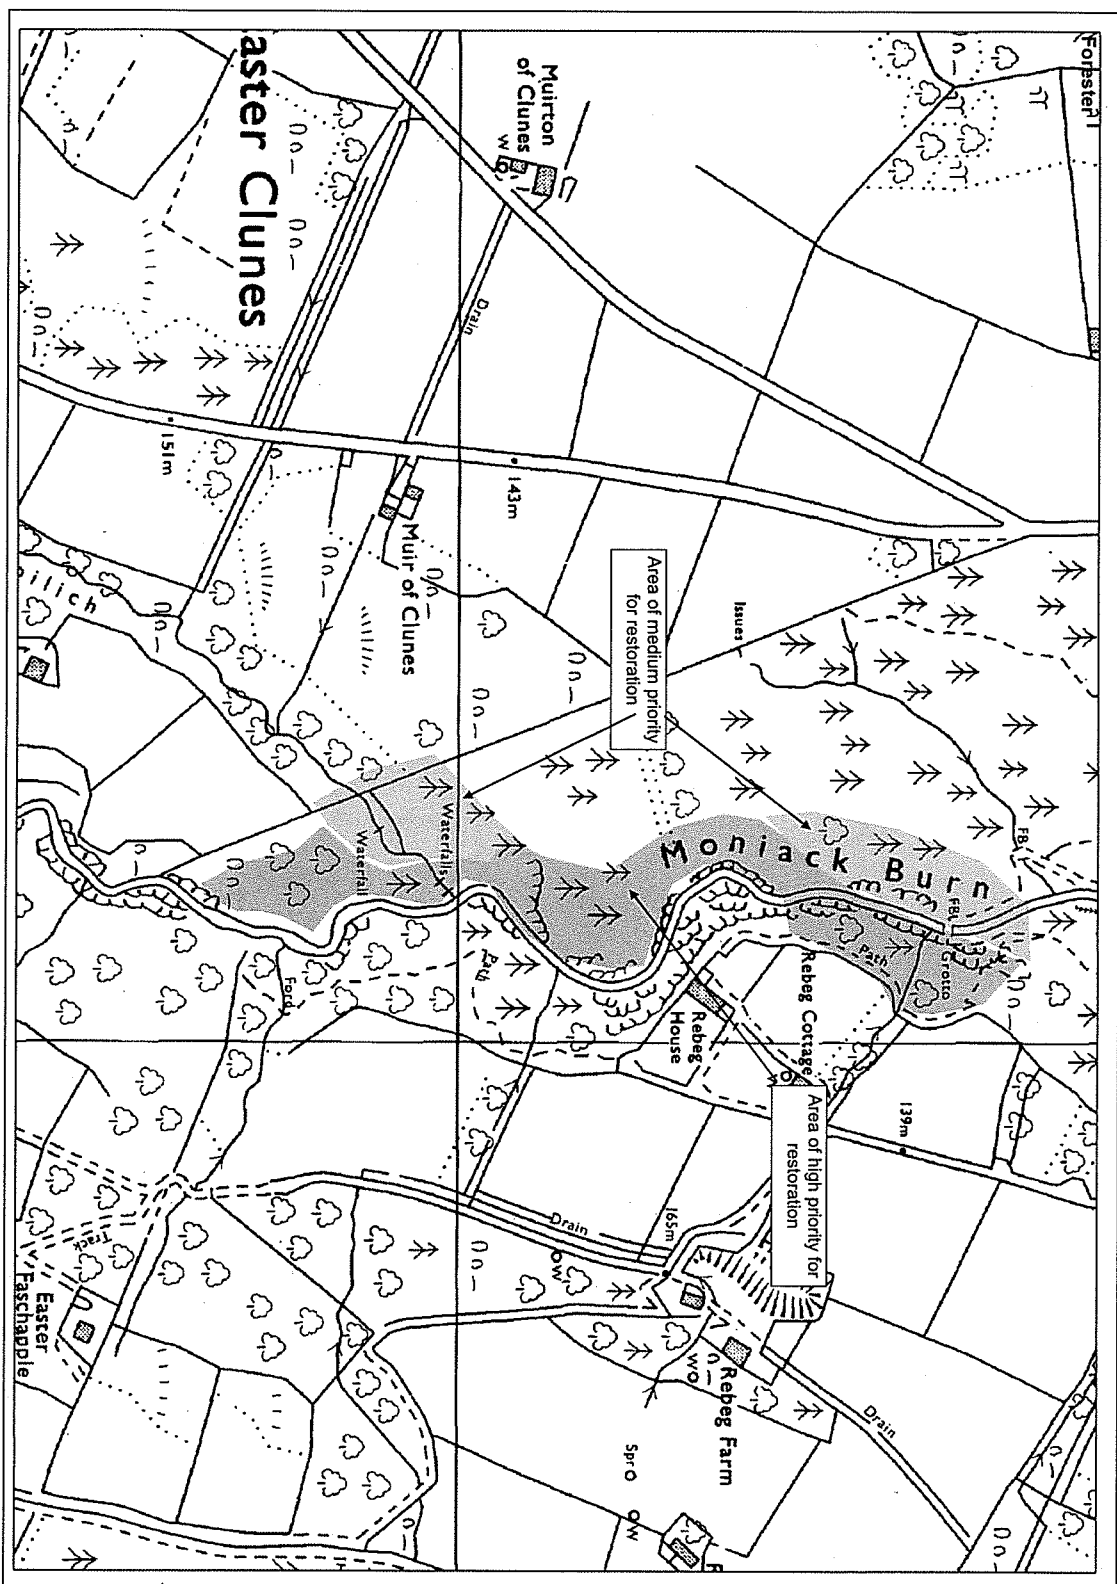 Forester
Muirton
of Clunes
W
aster Clunes
Drain
151m
143m
Muir of Clunes
Issues
Area of medium priority
for restoration
FB
Moniack Burn
Waterfalls
Waterfall
FB
Grotto
Path
Path
Ford
Rebeg Cottage
Rebeg
House
Area of high priority for
restoration
139m
165m
Drain
W
Track
Easter
Faschapple
Rebeg Farm
W
Drain
Spr
W